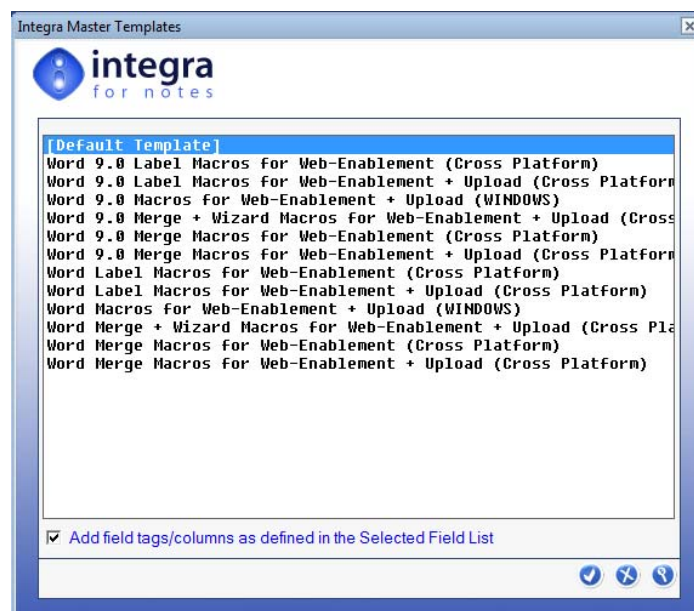 Integra Master Templates
integra
for notes
[Default Template]
Word 9.0 Label Macros for Web-Enablement (Cross Platform)
Word 9.0 Label Macros for Web-Enablement + Upload (Cross Platform
Word 9.0 Macros for Web-Enablement + Upload (WINDOWS)
Word 9.0 Merge + Wizard Macros for Web-Enablement + Upload (Cross
Word 9.0 Merge Macros for Web-Enablement (Cross Platform)
Word 9.0 Merge Macros for Web-Enablement + Upload (Cross Platform
Word Label Macros for Web-Enablement (Cross Platform)
Word Label Macros for Web-Enablement + Upload (Cross Platform)
Word Macros for Web-Enablement + Upload (WINDOWS)
Word Merge + Wizard Macros for Web-Enablement + Upload (Cross Pla
Word Merge Macros for Web-Enablement (Cross Platform)
Word Merge Macros for Web-Enablement + Upload (Cross Platform)
Add field tags/columns as defined in the Selected Field List